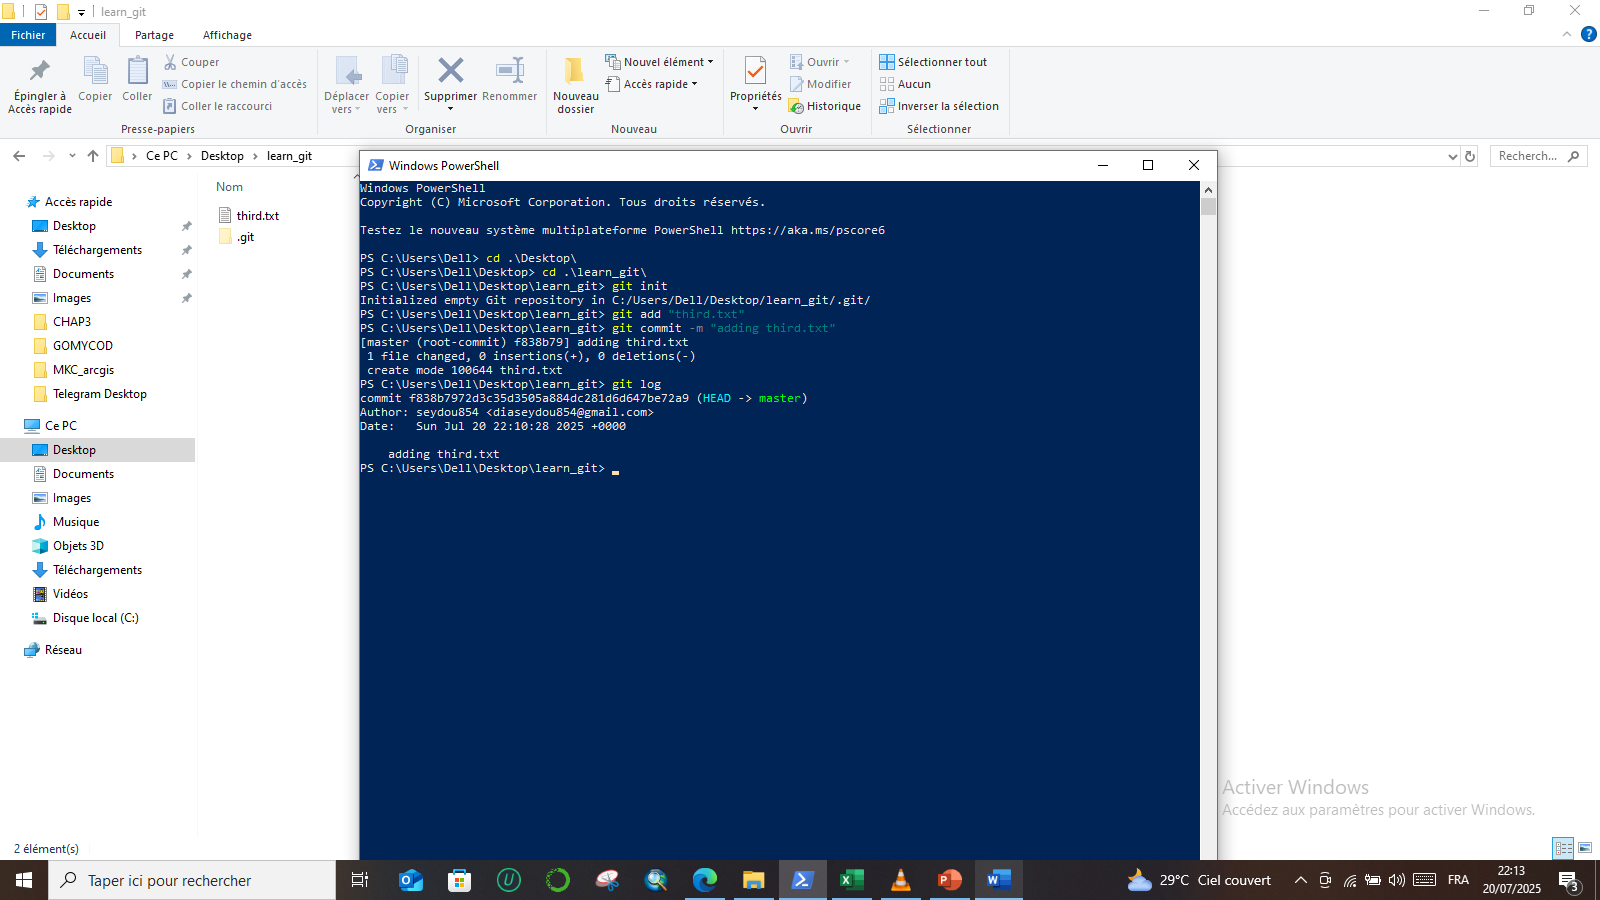 learn_git
Fichier
Accueil
Partage
Affichage
Épingler à
Accès rapide
Copier
Coller
Couper
Copier le chemin d'accès
Coller le raccourci
Presse-papiers
Déplacer
vers
Copier
vers
Supprimer
Renommer
Organiser
Nouveau
dossier
Nouvel élément
Accès rapide
Nouveau
Propriétés
Ouvrir
Modifier
Historique
Ouvrir
Sélectionner tout
Aucun
Inverser la sélection
Sélectionner
Ce PC > Desktop > learn_git
Recherch...
Nom
third.txt
.git
Accès rapide
Desktop
Téléchargements
Documents
Images
CHAP3
GOMYCOD
MKC_arcgis
Telegram Desktop
Ce PC
Desktop
Documents
Images
Musique
Objets 3D
Téléchargements
Vidéos
Disque local (C:)
Réseau
2 élément(s)
Windows PowerShell
Windows PowerShell
Copyright (C) Microsoft Corporation. Tous droits réservés.
Testez le nouveau système multiplateforme PowerShell https://aka.ms/pscore6
PS C:\Users\Dell> cd .\Desktop\
PS C:\Users\Dell\Desktop> cd .\learn_git\
PS C:\Users\Dell\Desktop\learn_git> git init
Initialized empty Git repository in C:/Users/Dell/Desktop/learn_git/.git/
PS C:\Users\Dell\Desktop\learn_git> git add "third.txt"
PS C:\Users\Dell\Desktop\learn_git> git commit -m "adding third.txt"
[master (root-commit) f838b79] adding third.txt
1 file changed, 0 insertions(+), 0 deletions(-)
create mode 100644 third.txt
PS C:\Users\Dell\Desktop\learn_git> git log
commit f838b7972d3c35d3505a884dc281d6d647be72a9 (HEAD -> master)
Author: seydou854 <diaseydou854@gmail.com>
Date:   Sun Jul 20 22:10:28 2025 +0000
adding third.txt
PS C:\Users\Dell\Desktop\learn_git>
Activer Windows
Accédez aux paramètres pour activer Windows.
Taper ici pour rechercher
29°C Ciel couvert
FRA
22:13
20/07/2025
3